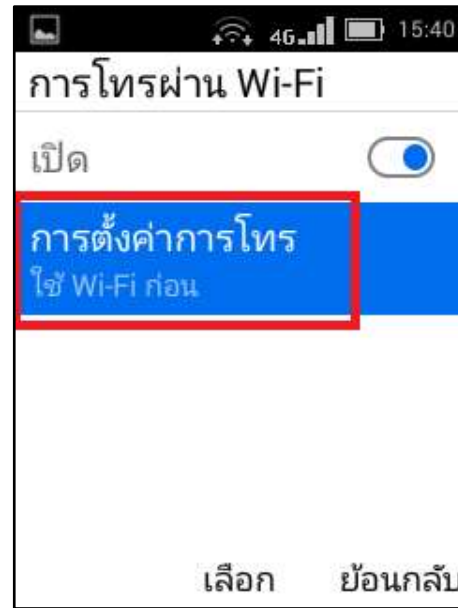 4G 15:40
การโทรผ่าน Wi-Fi
เปิด
การตั้งค่าการโทร
ใช้ Wi-Fi ก่อน
เลือก ย้อนกลับ